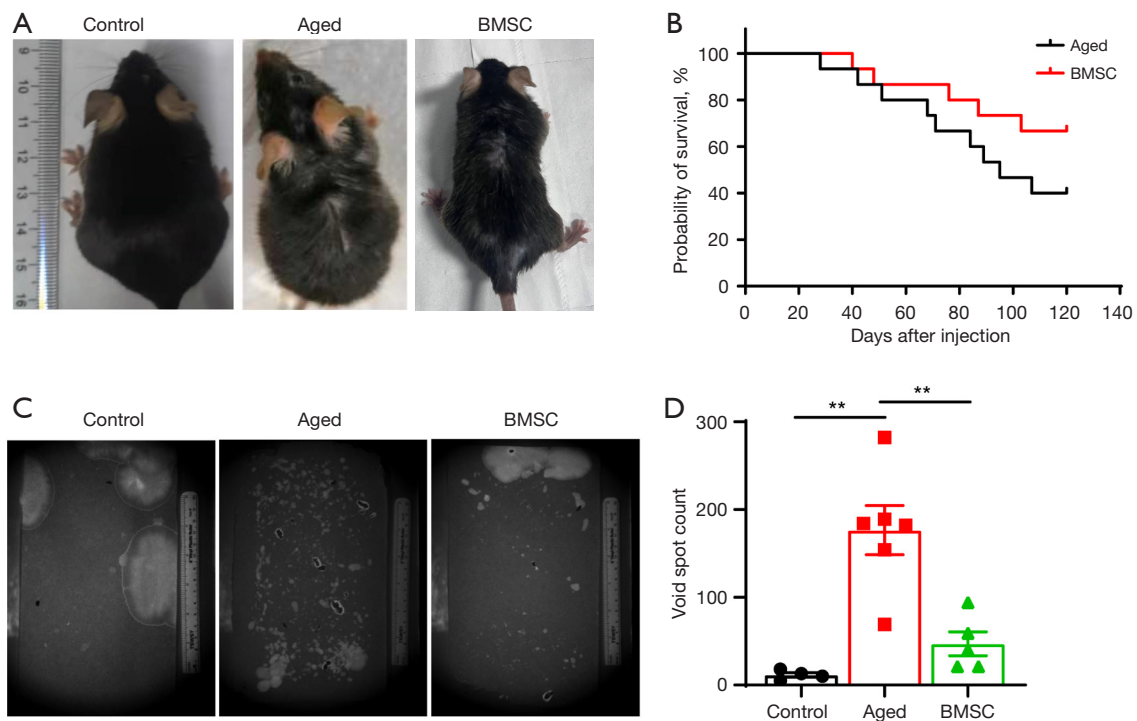 A
Control
Aged
BMSC
9
10
11
12
13
14
15
16
B
Probability of survival, %
100
80
60
40
20
0
0 20 40 60 80 100 120 140
Days after injection
Aged
BMSC
C
Control
Aged
BMSC
D
**
**
Void spot count
300
200
100
0
Control Aged BMSC